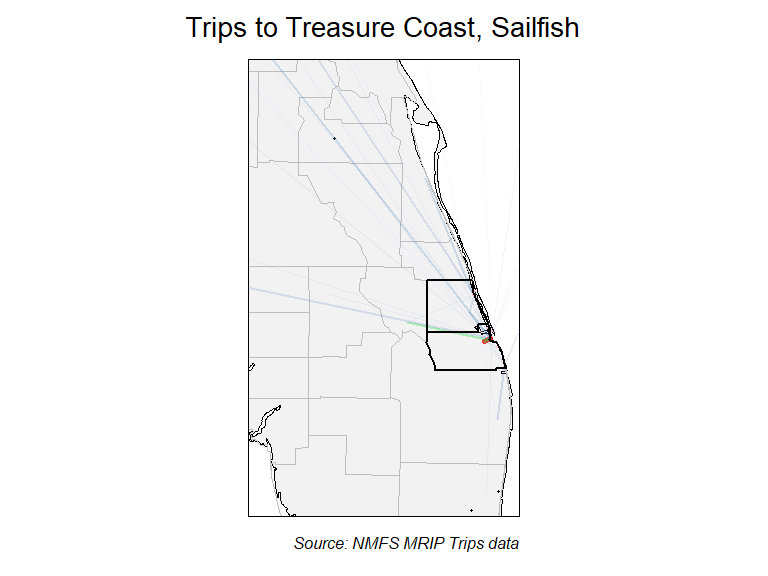 Trips to Treasure Coast, Sailfish
Source: NMFS MRIP Trips data